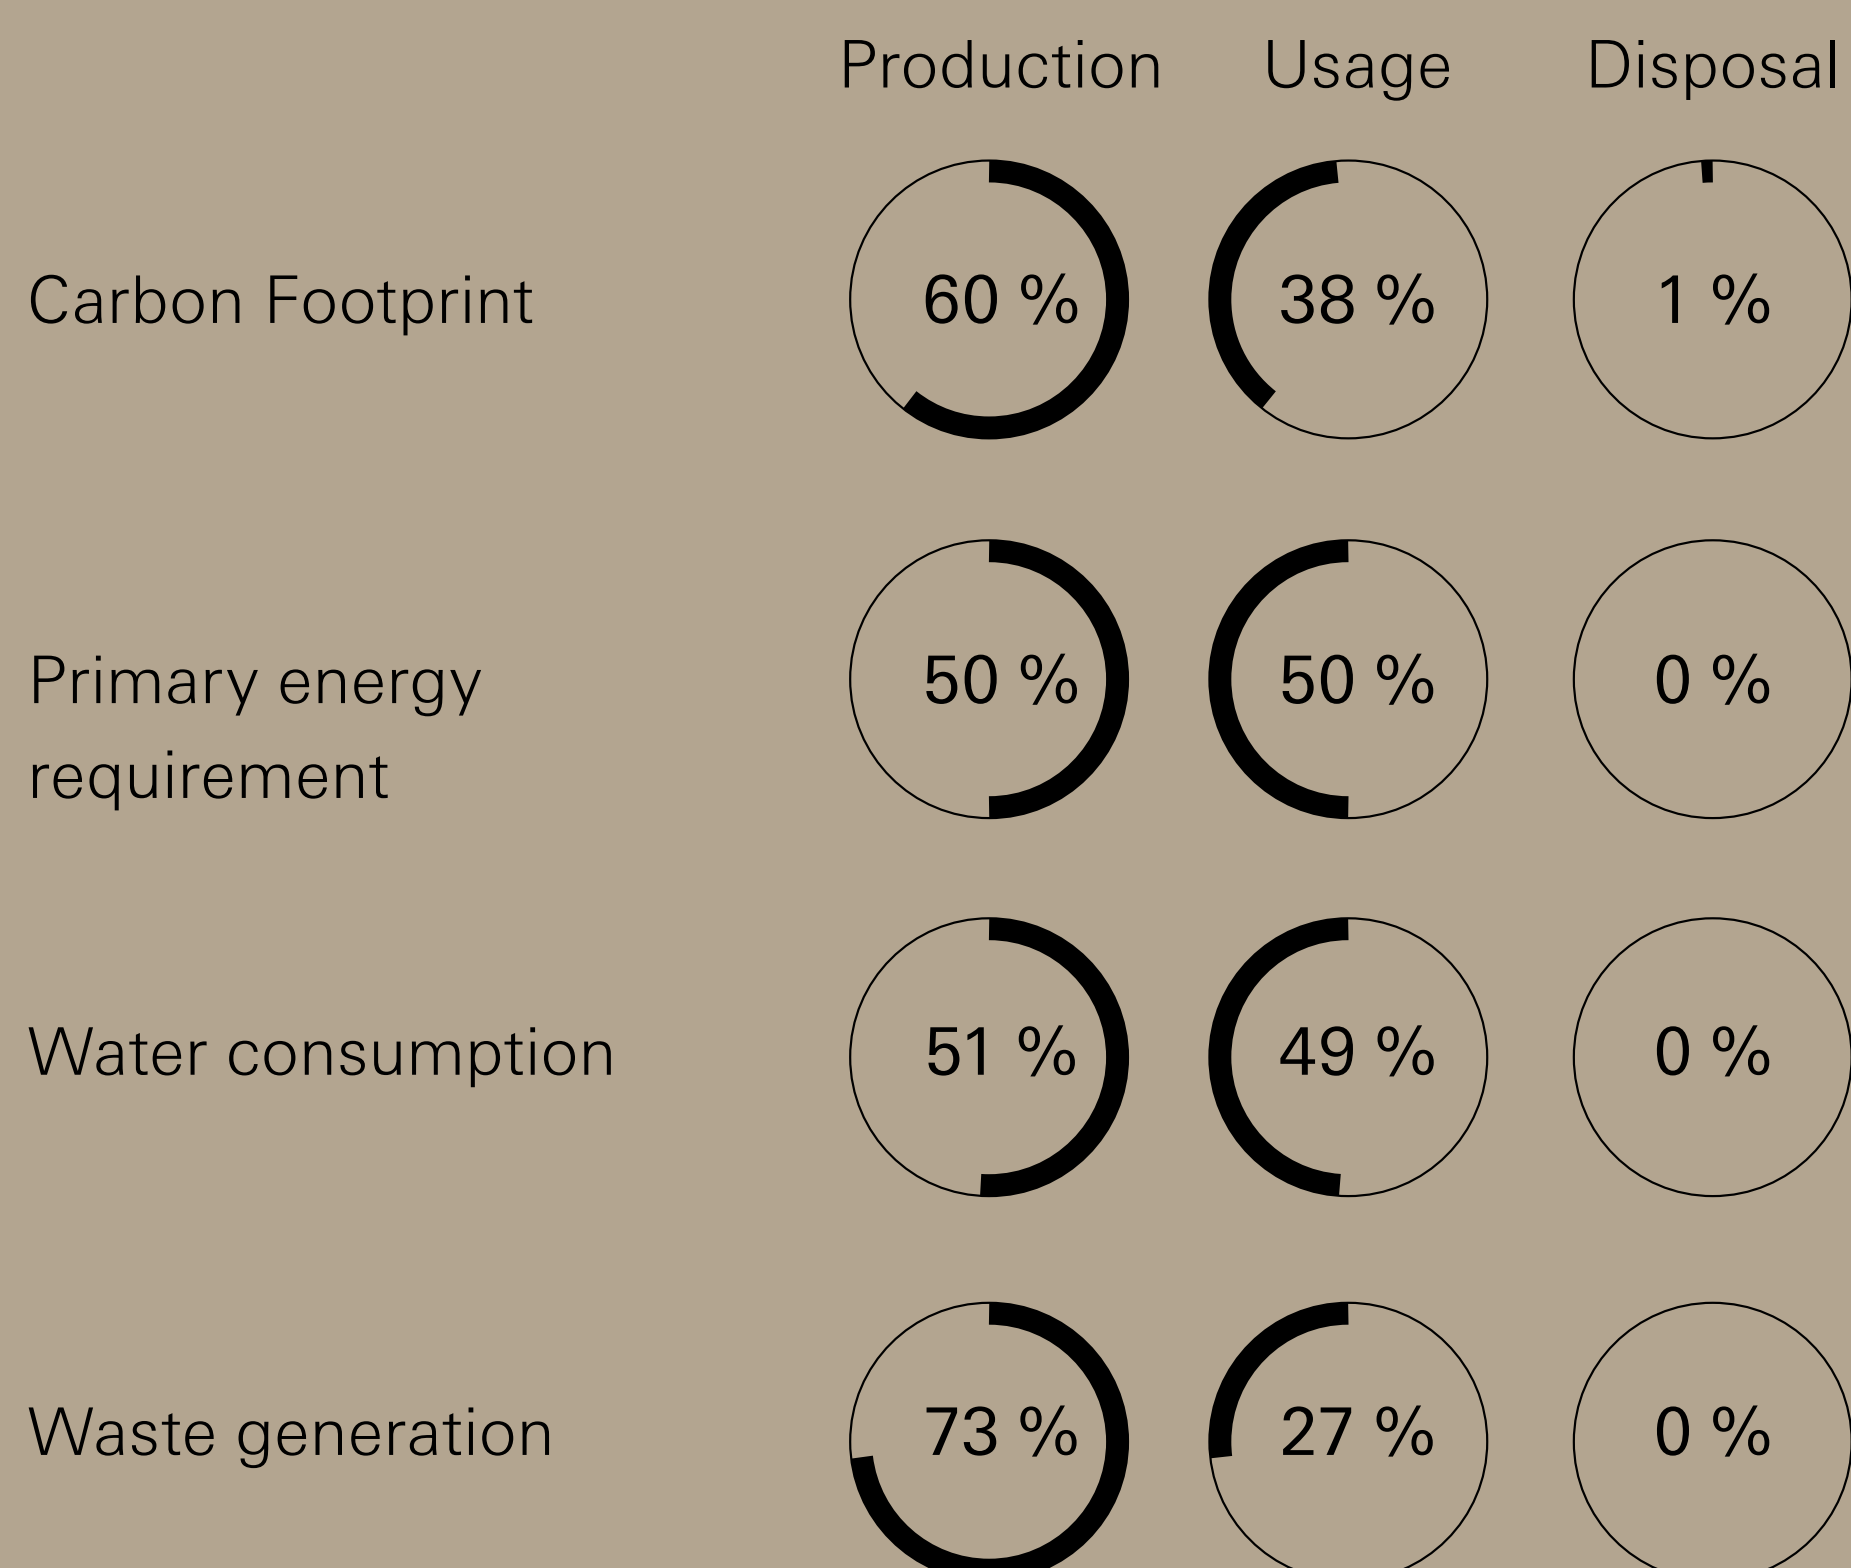 Production Usage Disposal
Carbon Footprint 60 % 38 % 1 %
Primary energy 50 % 50 % 0 %
requirement
Water consumption 51 % 49 % 0 %
Waste generation 73 % 27 % 0 %